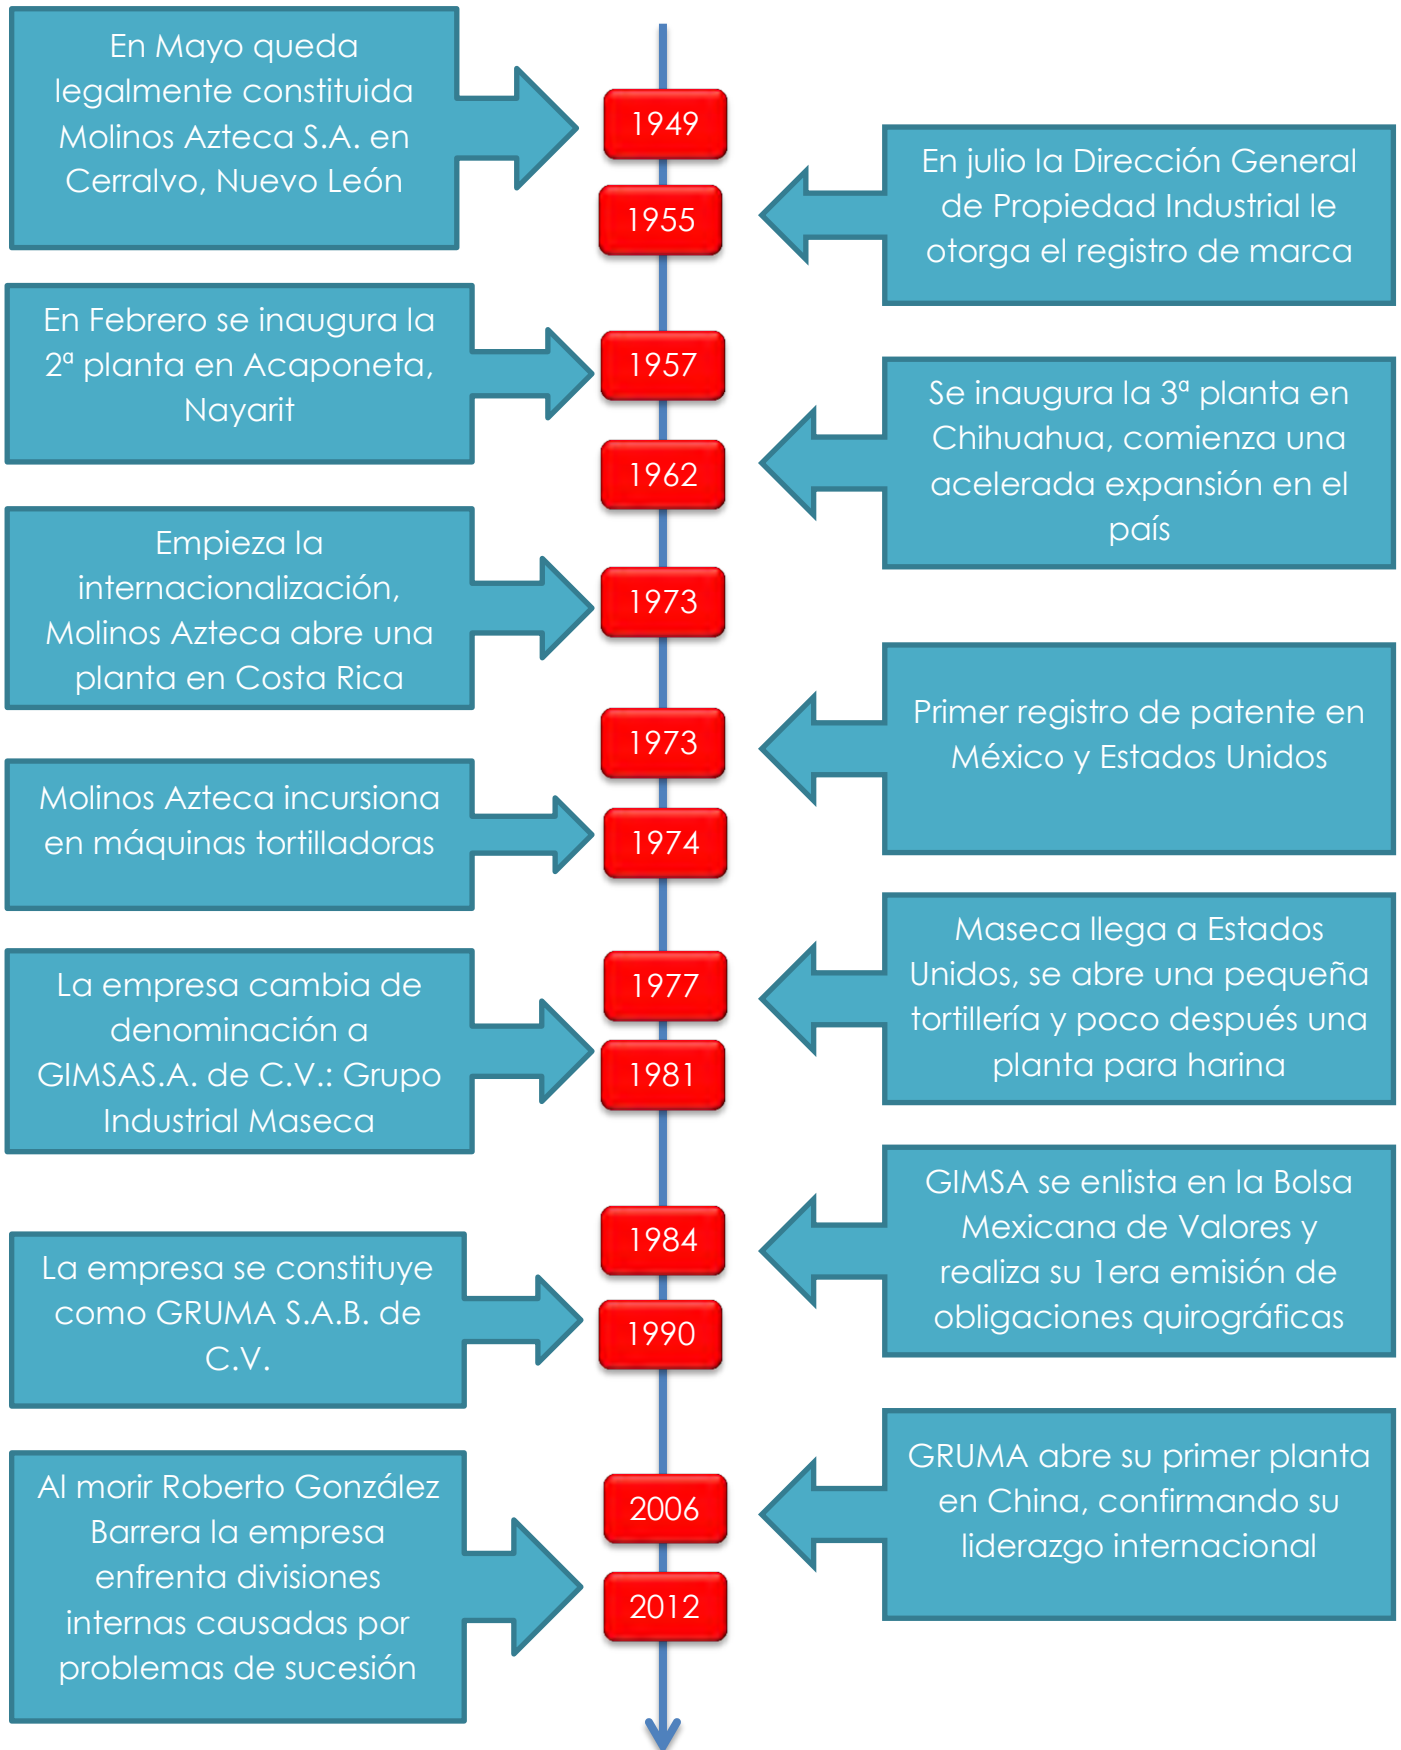 En Mayo queda
legalmente constituida
Molinos Azteca S.A. en
Cerralvo, Nuevo León
1949
1955
En julio la Dirección General
de Propiedad Industrial le
otorga el registro de marca
En Febrero se inaugura la
2ª planta en Acaponeta,
Nayarit
1957
1962
Se inaugura la 3ª planta en
Chihuahua, comienza una
acelerada expansión en el
país
Empieza la
internacionalización,
Molinos Azteca abre una
planta en Costa Rica
1973
1973
Primer registro de patente en
México y Estados Unidos
Molinos Azteca incursiona
en máquinas tortilladoras
1974
1977
Maseca llega a Estados
Unidos, se abre una pequeña
tortillería y poco después una
planta para harina
La empresa cambia de
denominación a
GIMSAS.A. de C.V.: Grupo
Industrial Maseca
1981
1984
GIMSA se enlista en la Bolsa
Mexicana de Valores y
realiza su 1era emisión de
obligaciones quirográficas
La empresa se constituye
como GRUMA S.A.B. de
C.V.
1990
2006
GRUMA abre su primer planta
en China, confirmando su
liderazgo internacional
Al morir Roberto González
Barrera la empresa
enfrenta divisiones
internas causadas por
problemas de sucesión
2012